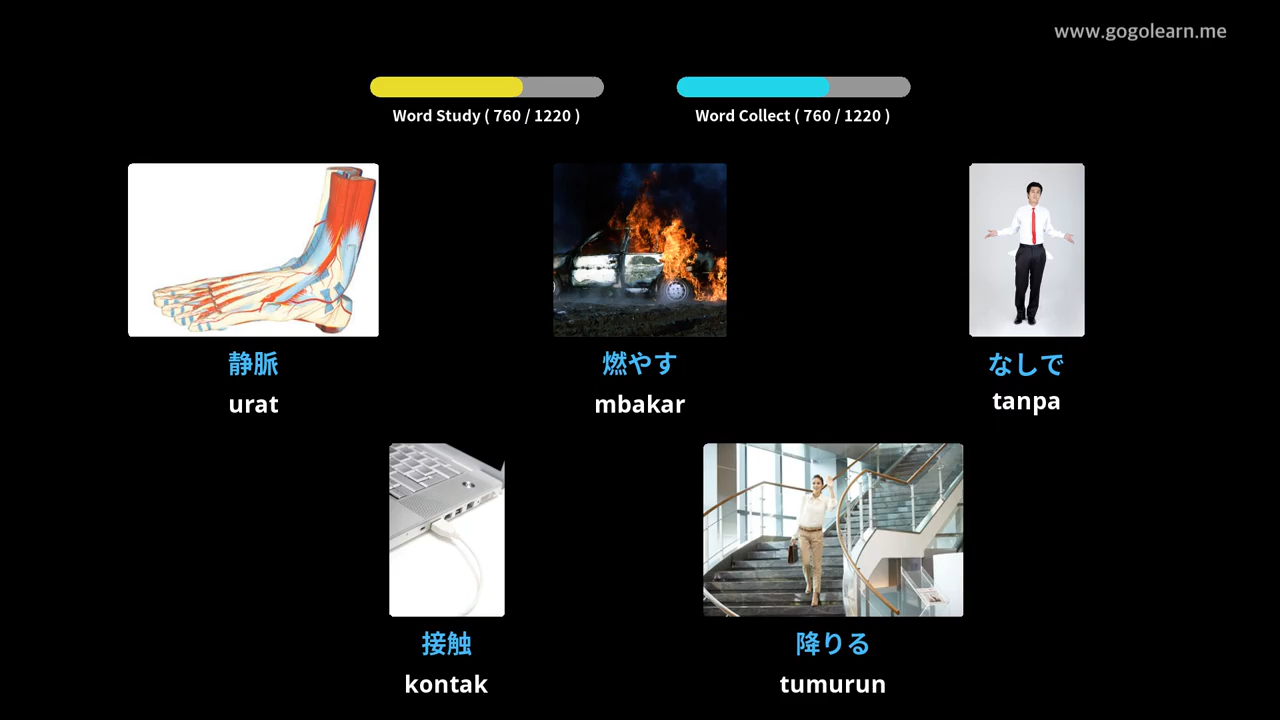 www.gogolearn.me
Word Study ( 760 / 1220 )
Word Collect ( 760 / 1220 )
静脈
urat
燃やす
mbakar
なしで
tanpa
接触
kontak
降りる
tumurun